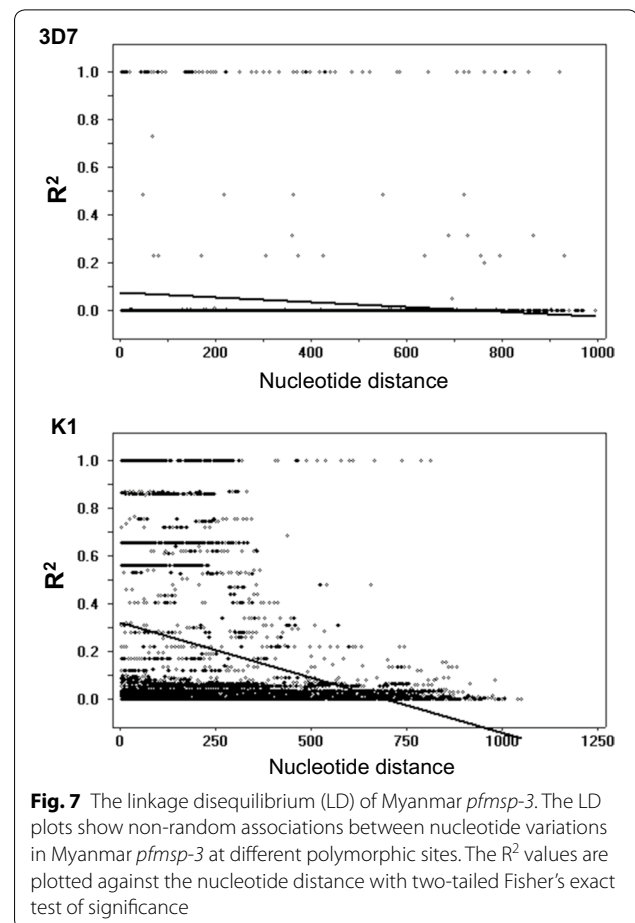 3D7
1.0
0.8
0.6
R²
0.4
0.2
0.0
0 200 400 600 800 1000
Nucleotide distance
K1
1.0
0.8
0.6
R²
0.4
0.2
0.0
0 250 500 750 1000 1250
Nucleotide distance
Fig. 7 The linkage disequilibrium (LD) of Myanmar pfmsp-3. The LD
plots show non-random associations between nucleotide variations
in Myanmar pfmsp-3 at different polymorphic sites. The R² values are
plotted against the nucleotide distance with two-tailed Fisher's exact
test of significance